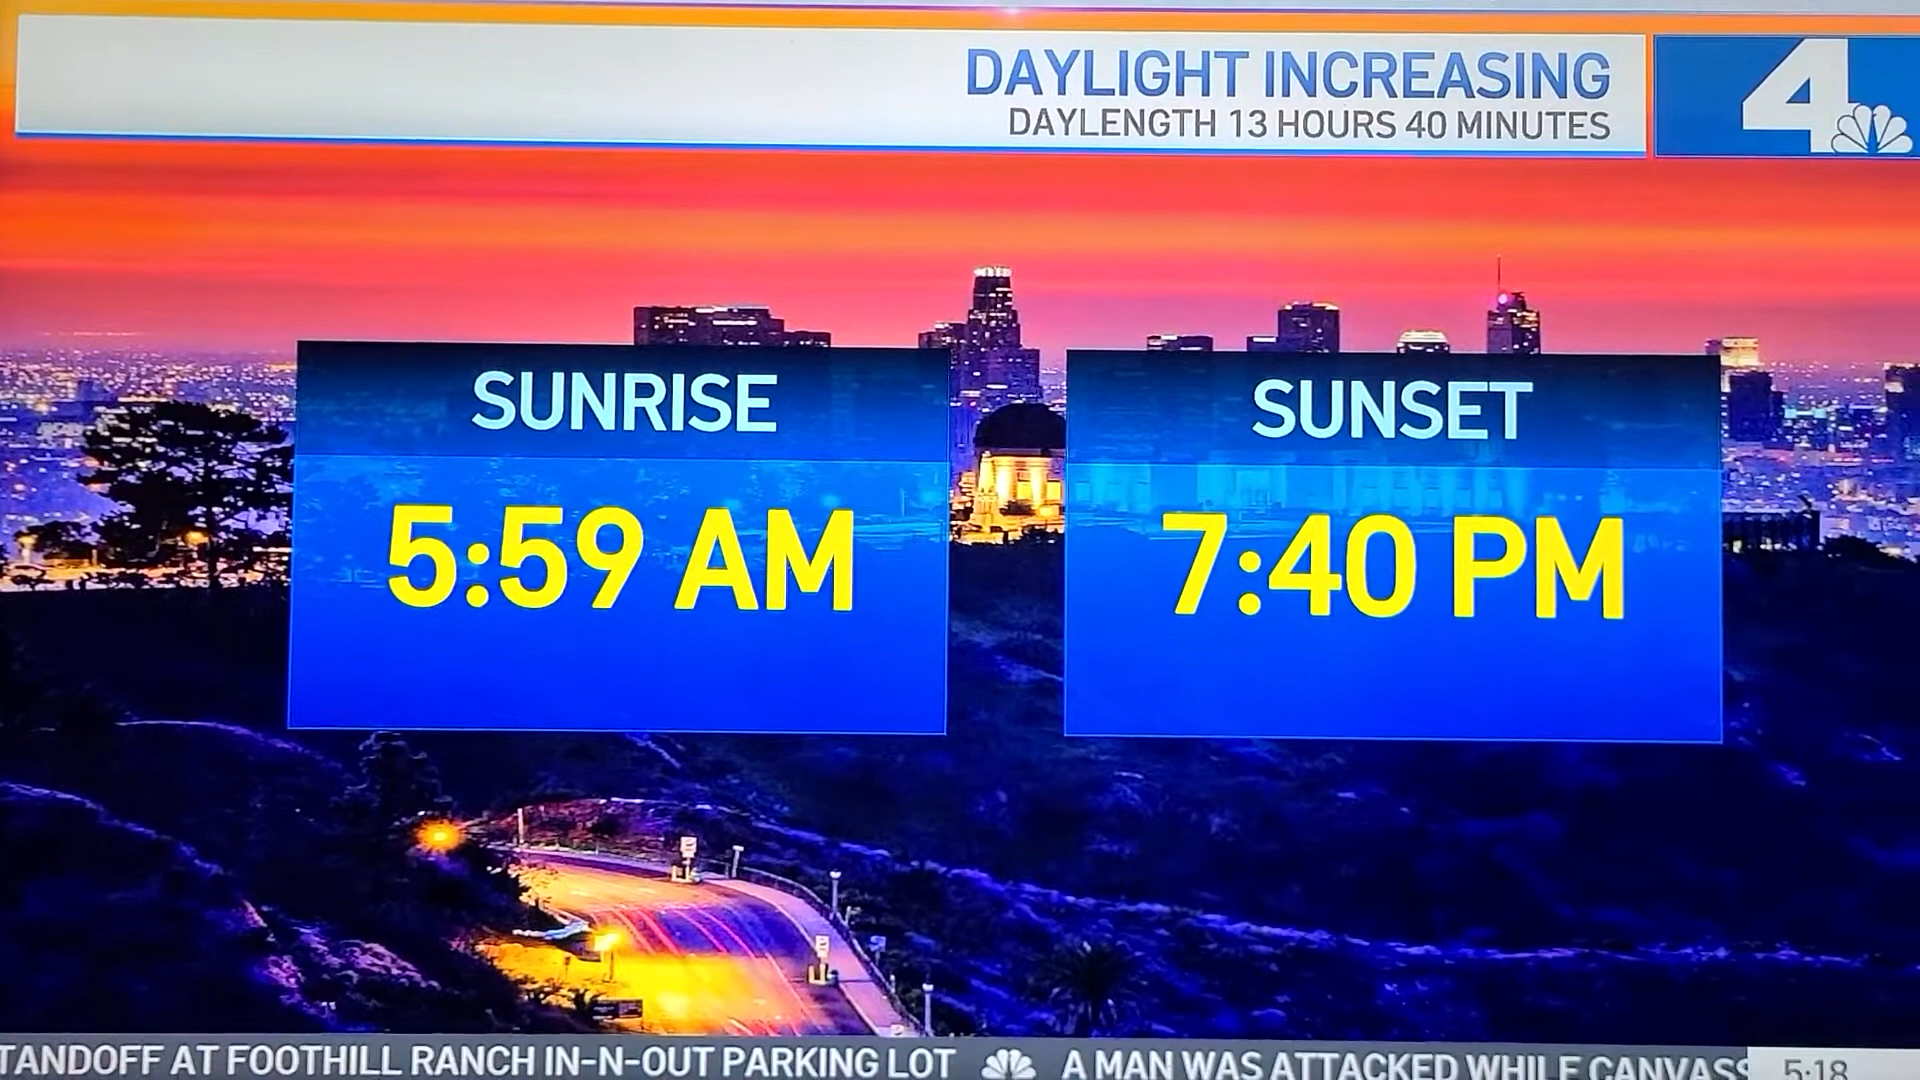 DAYLIGHT INCREASING
DAYLENGTH 13 HOURS 40 MINUTES
4
SUNRISE
5:59 AM
SUNSET
7:40 PM
TANDOFF AT FOOTHILL RANCH IN-N-OUT PARKING LOT A MAN WAS ATTACKED WHILE CANVASS
5:18